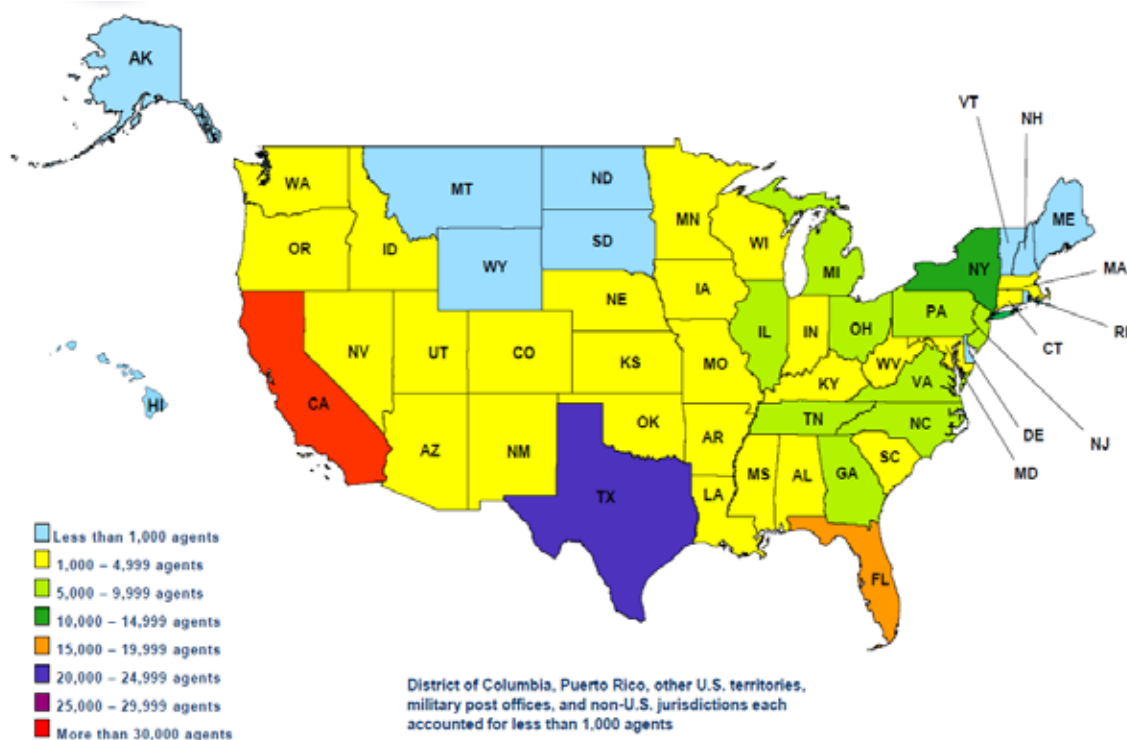 AK
VT
NH
WA
MT
ND
MN
ME
OR
ID
SD
WI
MI
NY
MA
WY
IA
NE
PA
RI
NV
UT
CO
IL
IN
OH
CT
KS
MO
WV
VA
KY
HI
CA
NJ
OK
TN
NC
DE
AZ
NM
AR
SC
MD
MS
AL
GA
TX
LA
FL
Less than 1,000 agents
1,000 – 4,999 agents
5,000 – 9,999 agents
10,000 – 14,999 agents
15,000 – 19,999 agents
20,000 – 24,999 agents
25,000 – 29,999 agents
More than 30,000 agents
District of Columbia, Puerto Rico, other U.S. territories,
military post offices, and non-U.S. jurisdictions each
accounted for less than 1,000 agents